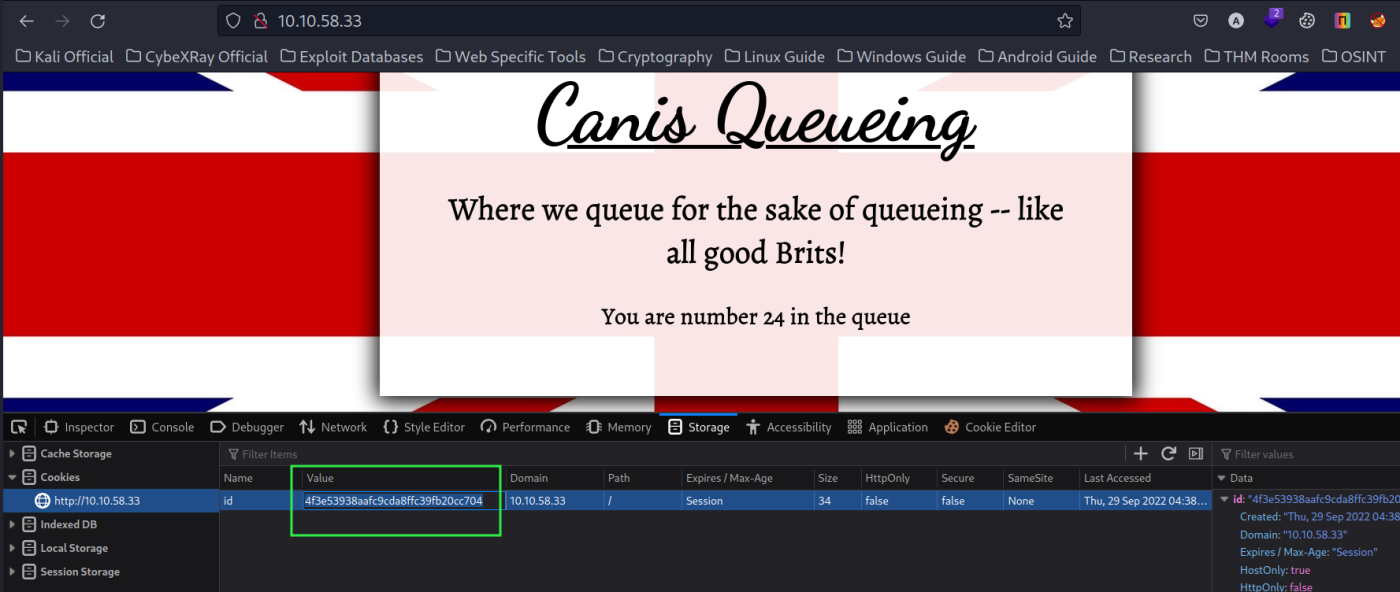 10.10.58.33
2
Kali Official CybeXRay Official Exploit Databases Web Specific Tools Cryptography Linux Guide Windows Guide Android Guide Research THM Rooms OSINT
Canis Queueing
Where we queue for the sake of queueing -- like
all good Brits!
You are number 24 in the queue
Inspector Console Debugger Network Style Editor Performance Memory Storage Accessibility Application Cookie Editor
Cache Storage Filter Items Filter values
Cookies Name Value Domain Path Expires / Max-Age Size HttpOnly Secure SameSite Last Accessed Data
http://10.10.58.33 id 4f3e53938aafc9cda8ffc39fb20cc704 10.10.58.33 / Session 34 false false None Thu, 29 Sep 2022 04:38... id: "4f3e53938aafc9cda8ffc39fb20
Indexed DB Created: "Thu, 29 Sep 2022 04:38
Local Storage Domain: "10.10.58.33"
Expires / Max-Age: "Session"
Session Storage HostOnly: true
HttpOnly: false